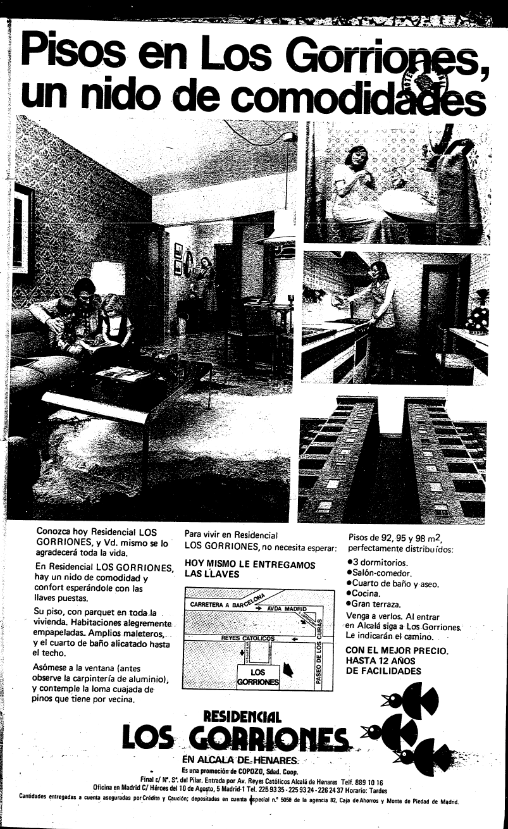 Pisos en Los Gorriones,
un nido de comodidades
Conozca hoy Residencial LOS
GORRIONES, y Vd. mismo se lo
agradecerá toda la vida.
En Residencial LOS GORRIONES,
hay un nido de comodidad y
confort esperándole con las
llaves puestas.
Su piso, con parquet en toda la
vivienda. Habitaciones alegremente
empapeladas. Amplios maleteros,
y el cuarto de baño alicatado hasta
el techo.
Asómese a la ventana (antes
observe la carpintería de aluminio),
y contemple la loma cuajada de
pinos que tiene por vecina.
Para vivir en Residencial
LOS GORRIONES, no necesita esperar:
HOY MISMO LE ENTREGAMOS
LAS LLAVES
CARRETERA A BARCELONA
AVDA MADRID
REYES CATOLICOS
PASEO DE LOS CURAS
LOS
GORRIONES
Pisos de 92, 95 y 98 m2,
perfectamente distribuídos:
●3 dormitorios.
●Salón-comedor.
●Cuarto de baño y aseo.
●Cocina.
●Gran terraza.
Venga a verlos. Al entrar
en Alcalá siga a Los Gorriones.
Le indicarán el camino.
CON EL MEJOR PRECIO.
HASTA 12 AÑOS
DE FACILIDADES
RESIDENCIAL
LOS GORRIONES
EN ALCALA DE HENARES
Es una promoción de COPOZO, Sdad. Coop.
Final c/ Nª. Sª. del Pilar. Entrada por Av. Reyes Católicos Alcalá de Henares Telf. 889 10 16
Oficina en Madrid C/ Héroes del 10 de Agosto, 5 Madrid-1 Tel. 225 93 35 - 225 93 24 - 226 24 37 Horario: Tardes
Cantidades entregadas a cuenta aseguradas por Crédito y Caución; depositadas en cuenta especial n.º 5058 de la agencia 82, Caja de Ahorros y Monte de Piedad de Madrid.